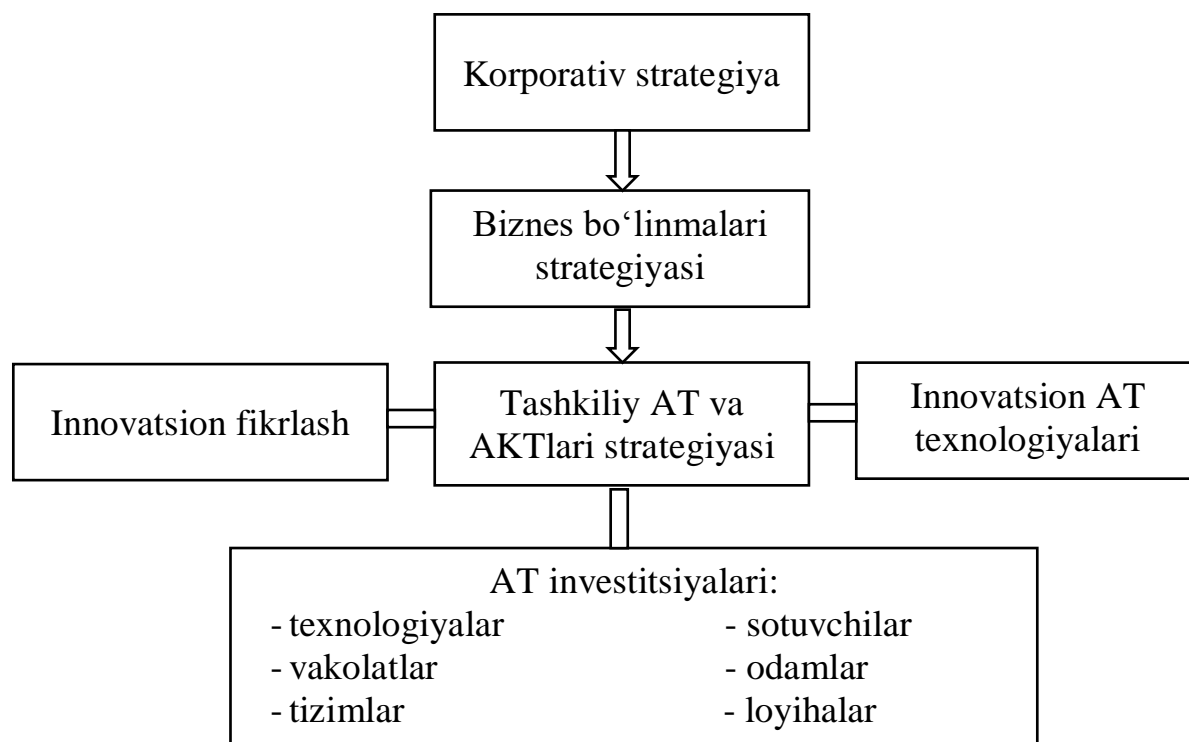 Korporativ strategiya
Biznes bo‘linmalari
strategiyasi
Innovatsion fikrlash
Tashkiliy AT va
AKTlari strategiyasi
Innovatsion AT
texnologiyalari
AT investitsiyalari:
- texnologiyalar
- vakolatlar
- tizimlar
- sotuvchilar
- odamlar
- loyihalar